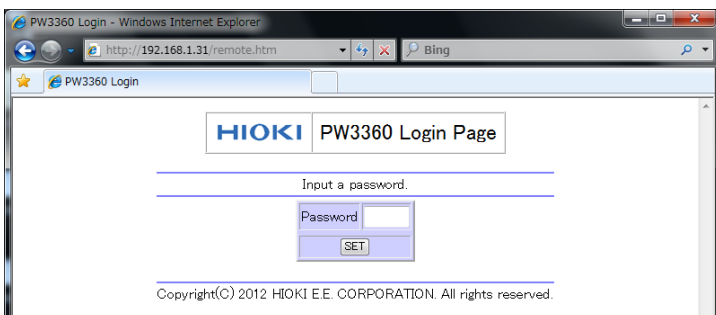 PW3360 Login - Windows Internet Explorer
http://192.168.1.31/remote.htm
Bing
PW3360 Login
HIOKI PW3360 Login Page
Input a password.
Password
SET
Copyright(C) 2012 HIOKI E.E. CORPORATION. All rights reserved.